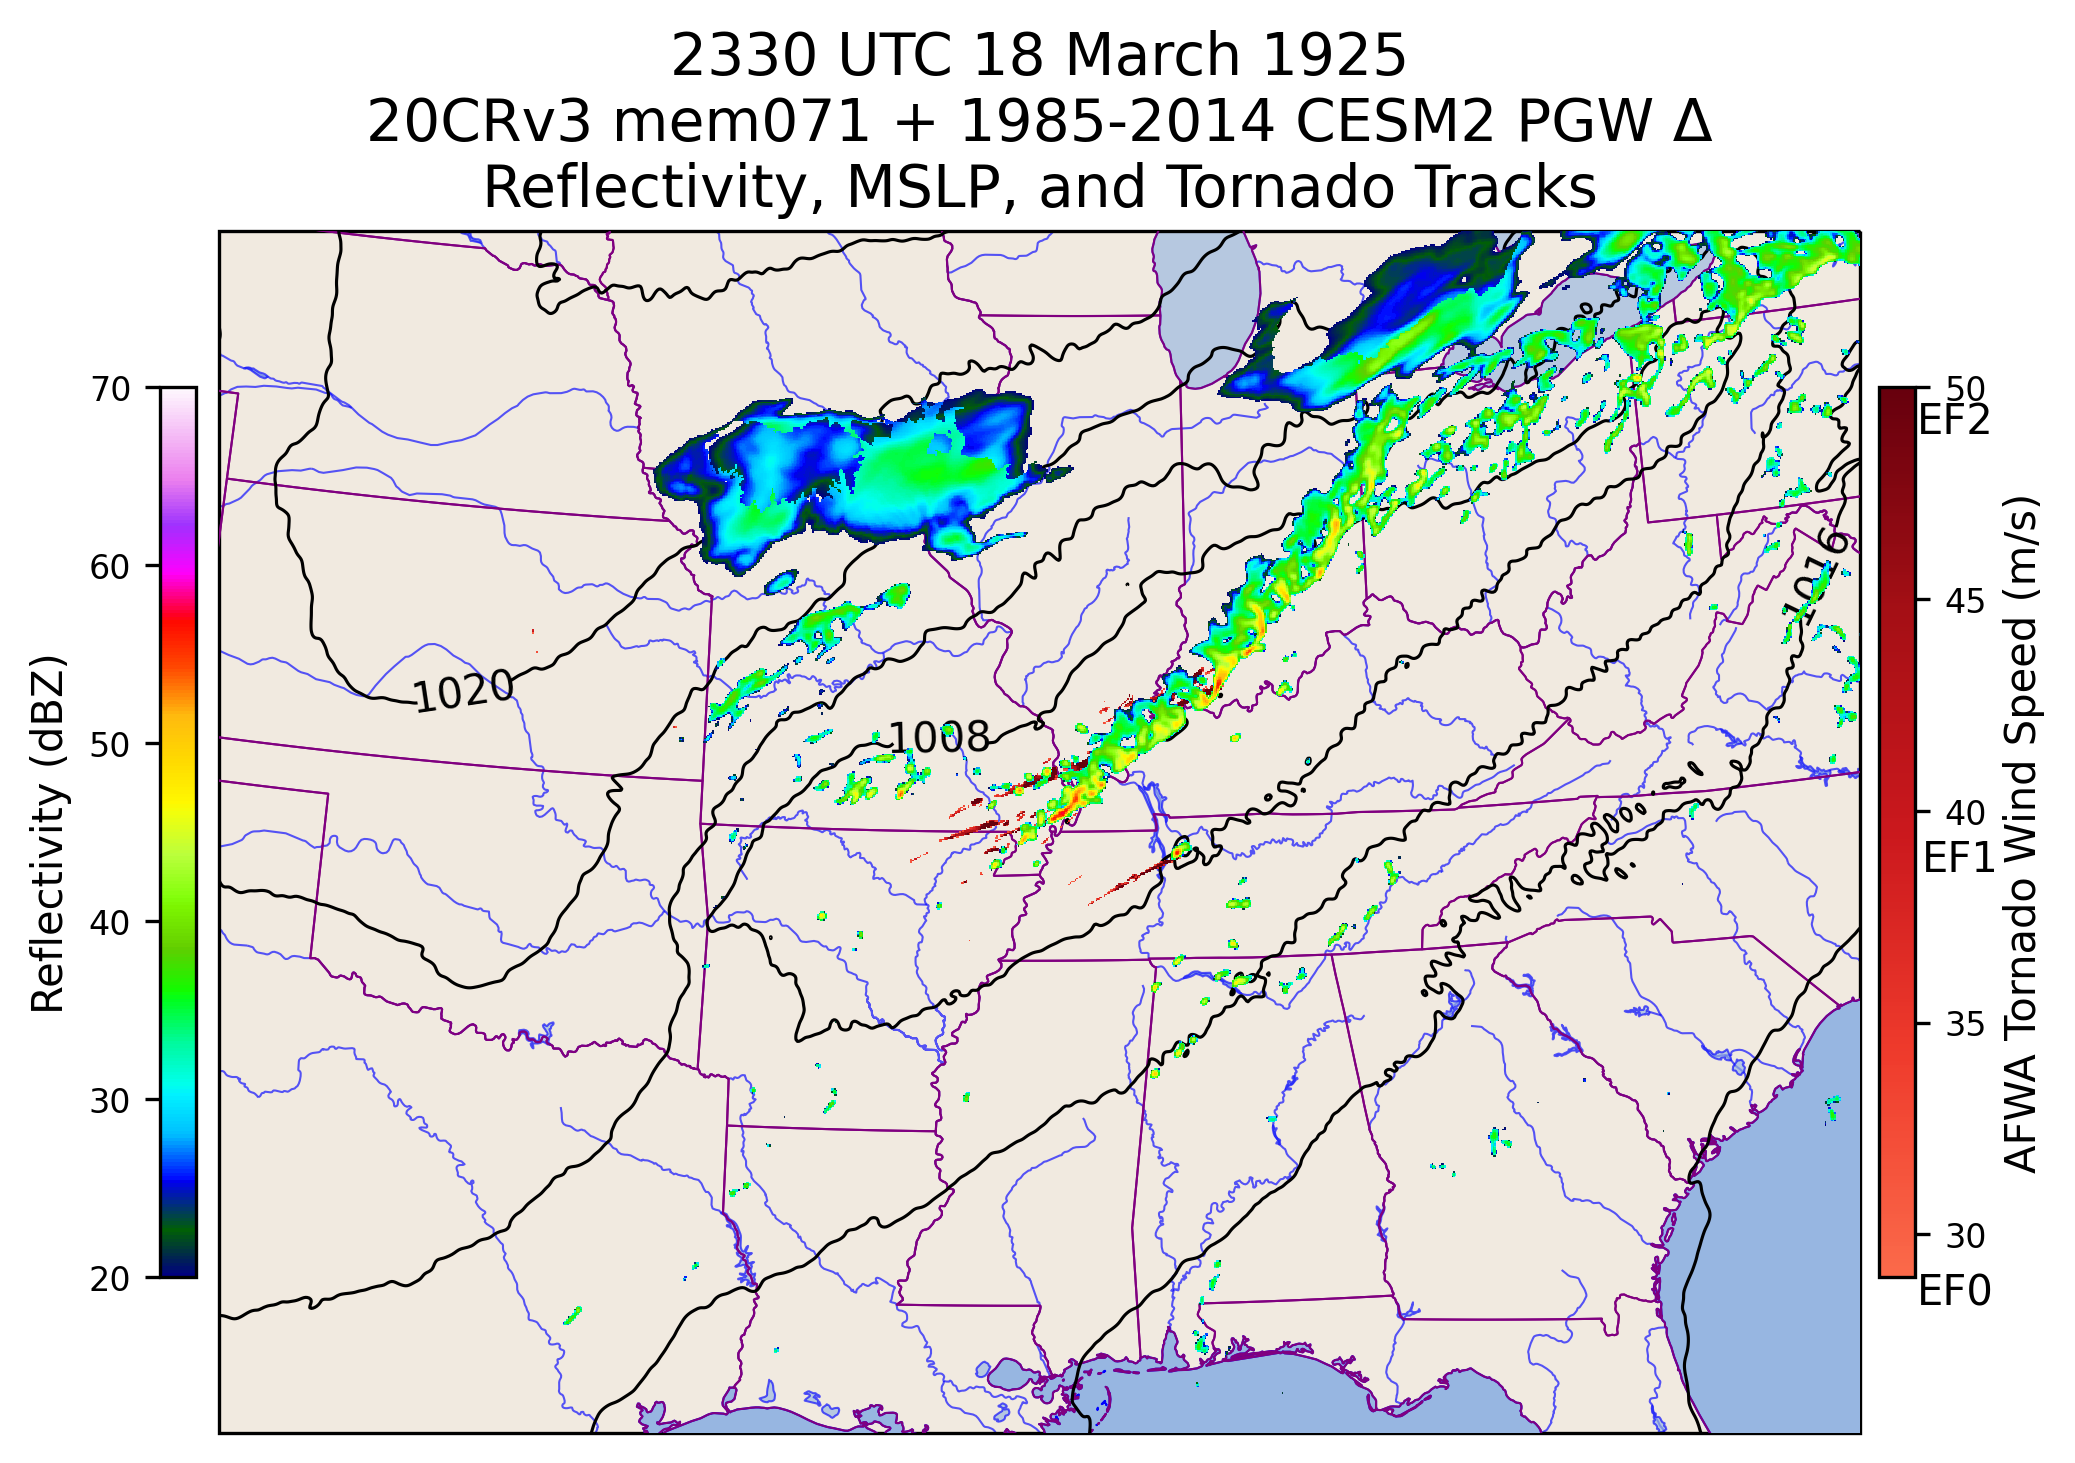 2330 UTC 18 March 1925
20CRv3 mem071 + 1985-2014 CESM2 PGW Δ
Reflectivity, MSLP, and Tornado Tracks
Reflectivity (dBZ)
70
60
50
40
30
20
1020
1008
1016
50
EF2
45
40
EF1
35
30
EF0
AFWA Tornado Wind Speed (m/s)